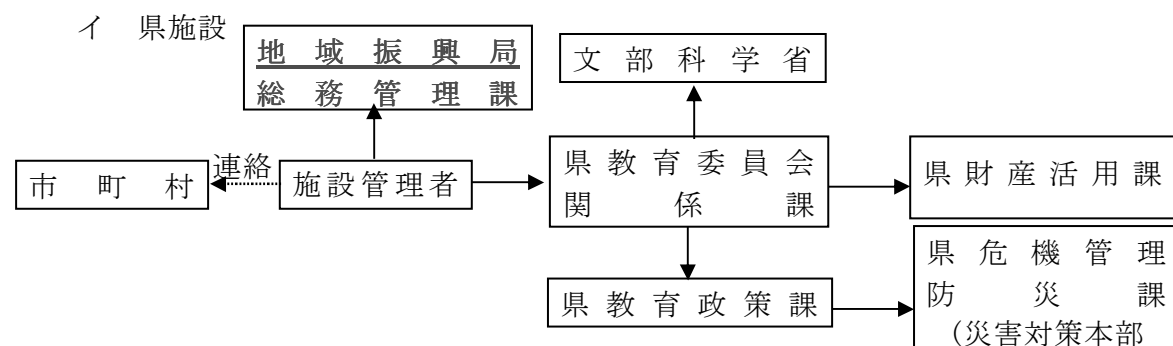 イ 県施設
地域振興局
総務管理課
文部科学省
市町村
連絡
施設管理者
県教育委員会
関係課
県財産活用課
県教育政策課
県危機管理
防災課
(災害対策本部